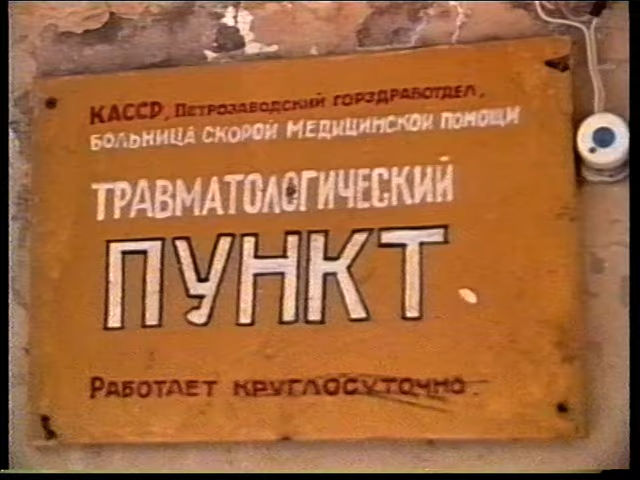 КАССР, ПЕТРОЗАВОДСКИЙ ГОРЗДРАВОТДЕЛ,
БОЛЬНИЦА СКОРОЙ МЕДИЦИНСКОЙ ПОМОЩИ
ТРАВМАТОЛОГИЧЕСКИЙ
ПУНКТ
РАБОТАЕТ КРУГЛОСУТОЧНО.